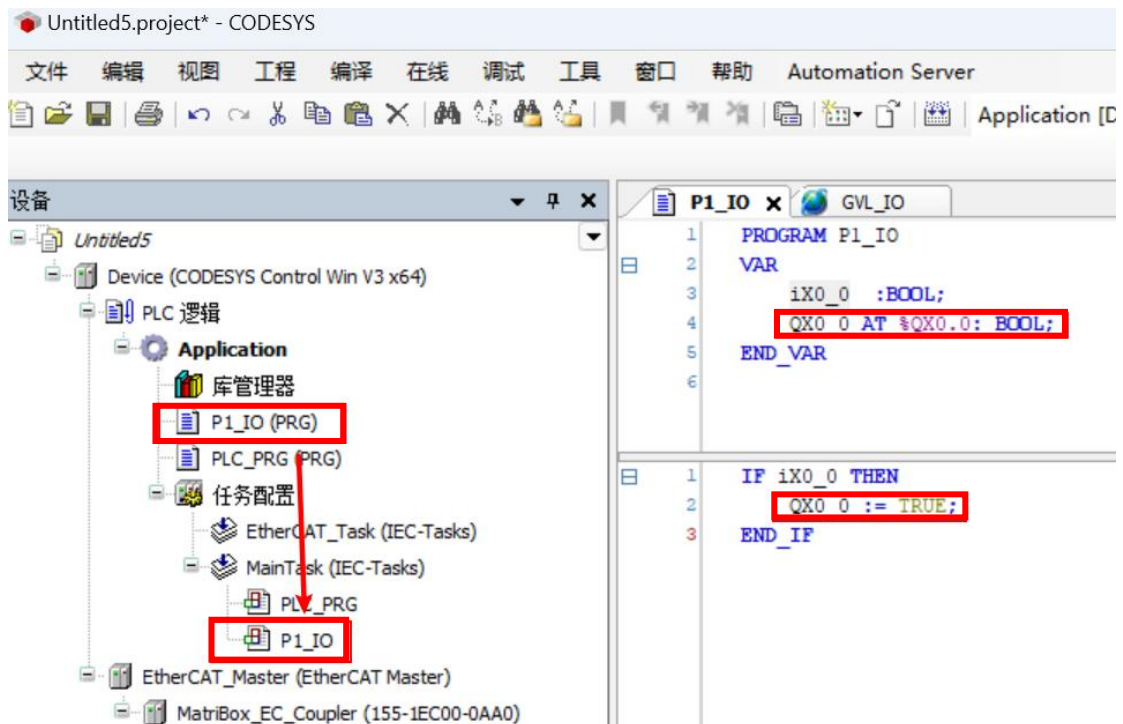 Untitled5.project* - CODESYS
文件 编辑 视图 工程 编译 在线 调试 工具 窗口 帮助 Automation Server
Application [D
设备
P1_IO GVL_IO
Untitled5
Device (CODESYS Control Win V3 x64)
PLC 逻辑
Application
库管理器
P1_IO (PRG)
PLC_PRG (PRG)
任务配置
EtherCAT_Task (IEC-Tasks)
MainTask (IEC-Tasks)
PLC_PRG
P1_IO
EtherCAT_Master (EtherCAT Master)
MatriBox_EC_Coupler (155-1EC00-0AA0)
1 PROGRAM P1_IO
2 VAR
3 iX0_0 :BOOL;
4 QX0_0 AT %QX0.0: BOOL;
5 END_VAR
6
1 IF iX0_0 THEN
2 QX0_0 := TRUE;
3 END_IF